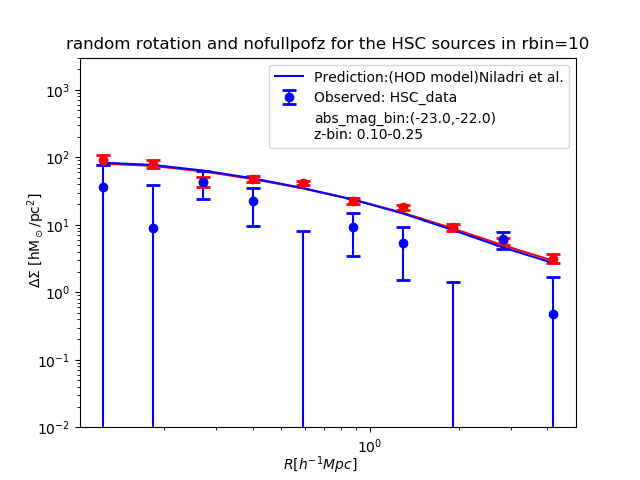 random rotation and nofullpofz for the HSC sources in rbin=10
Prediction:(HOD model)Niladri et al.
Observed: HSC_data
abs_mag_bin:(-23.0,-22.0)
z-bin: 0.10-0.25
10³
10²
10¹
10⁰
10⁻¹
10⁻²
ΔΣ [hM⊙/pc²]
10⁰
R[h⁻¹Mpc]